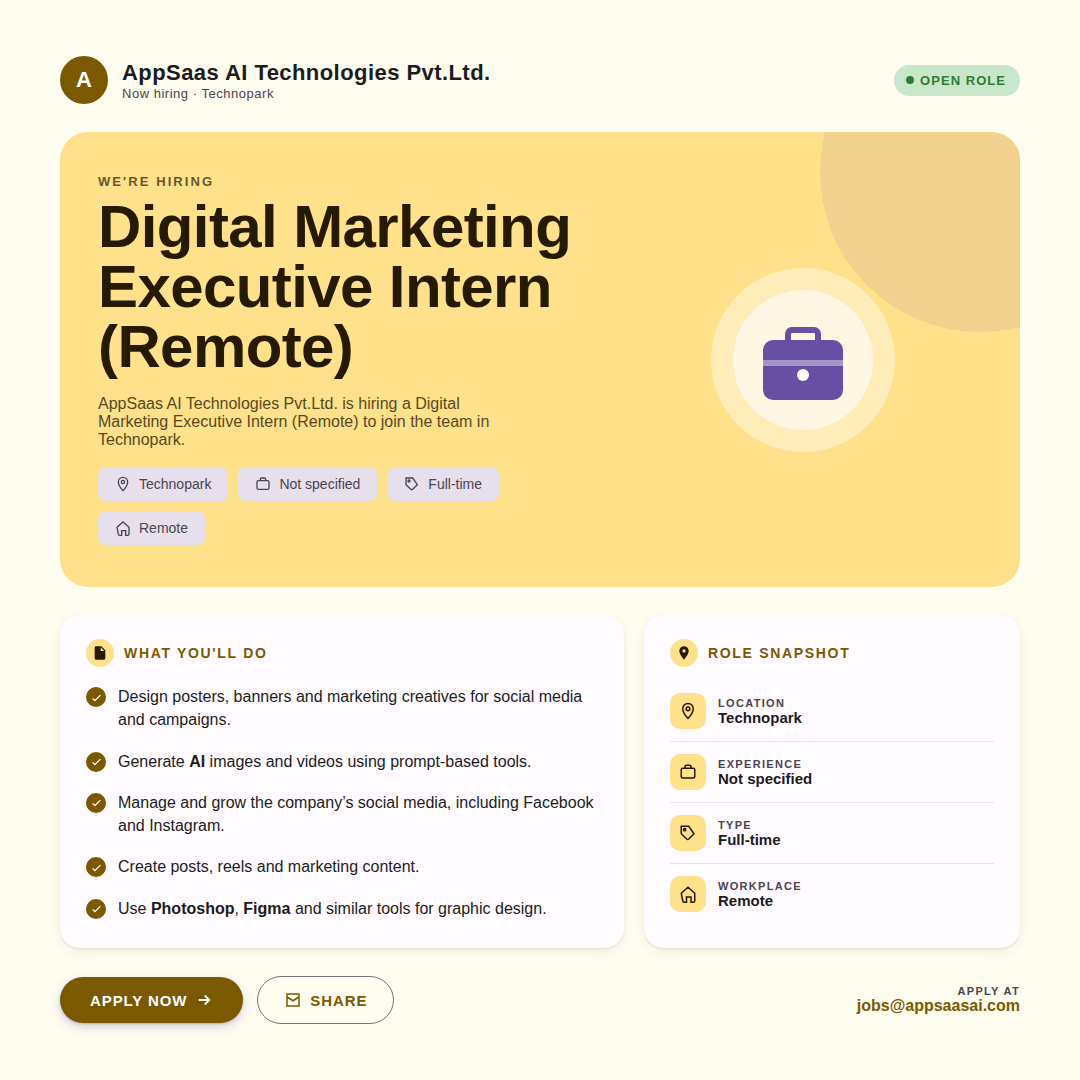 A
AppSaas AI Technologies Pvt.Ltd.
Now hiring · Technopark
OPEN ROLE
WE'RE HIRING
Digital Marketing
Executive Intern
(Remote)
AppSaas AI Technologies Pvt.Ltd. is hiring a Digital
Marketing Executive Intern (Remote) to join the team in
Technopark.
Technopark
Not specified
Full-time
Remote
WHAT YOU'LL DO
Design posters, banners and marketing creatives for social media
and campaigns.
Generate AI images and videos using prompt-based tools.
Manage and grow the company’s social media, including Facebook
and Instagram.
Create posts, reels and marketing content.
Use Photoshop, Figma and similar tools for graphic design.
ROLE SNAPSHOT
LOCATION
Technopark
EXPERIENCE
Not specified
TYPE
Full-time
WORKPLACE
Remote
APPLY NOW
SHARE
APPLY AT
jobs@appsaasai.com